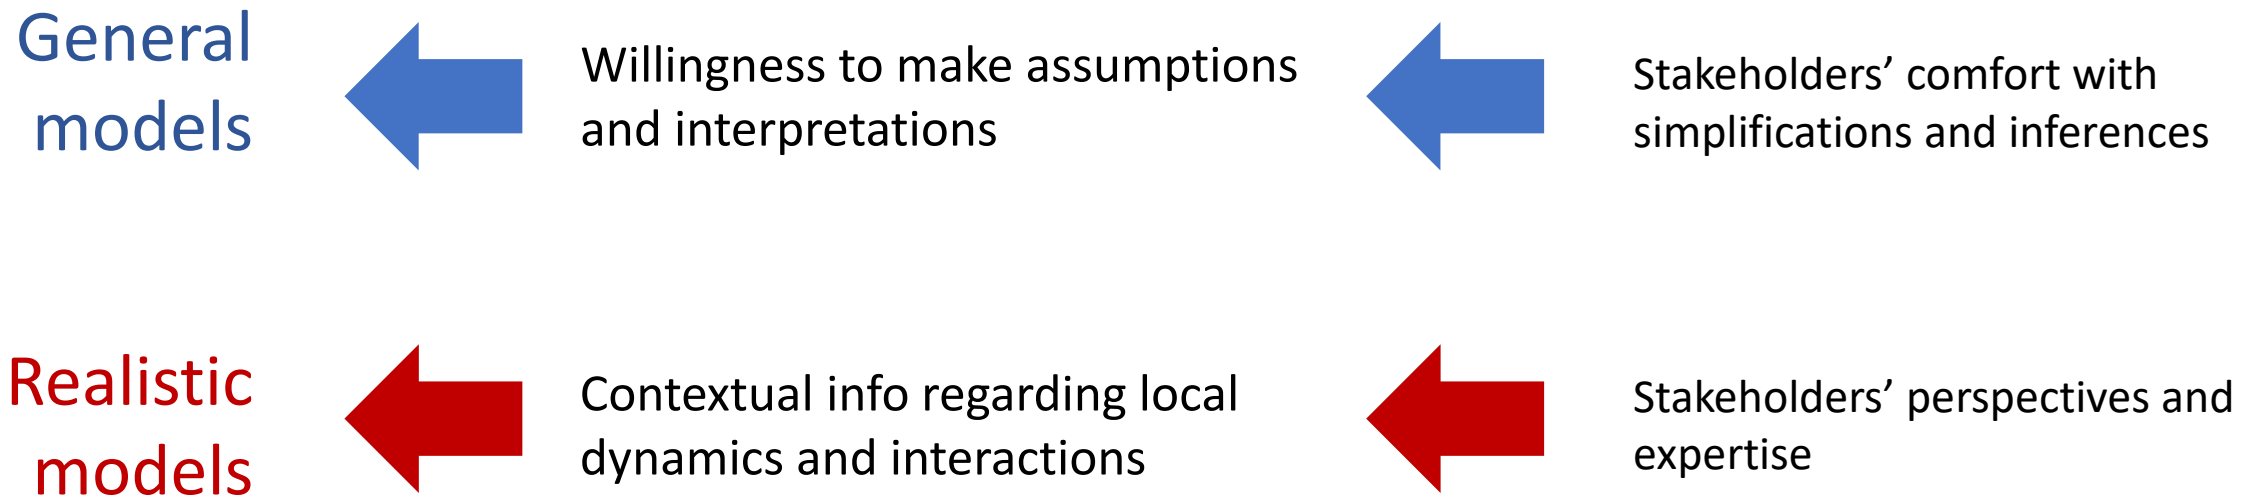 General
models
Willingness to make assumptions
and interpretations
Stakeholders’ comfort with
simplifications and inferences
Realistic
models
Contextual info regarding local
dynamics and interactions
Stakeholders’ perspectives and
expertise